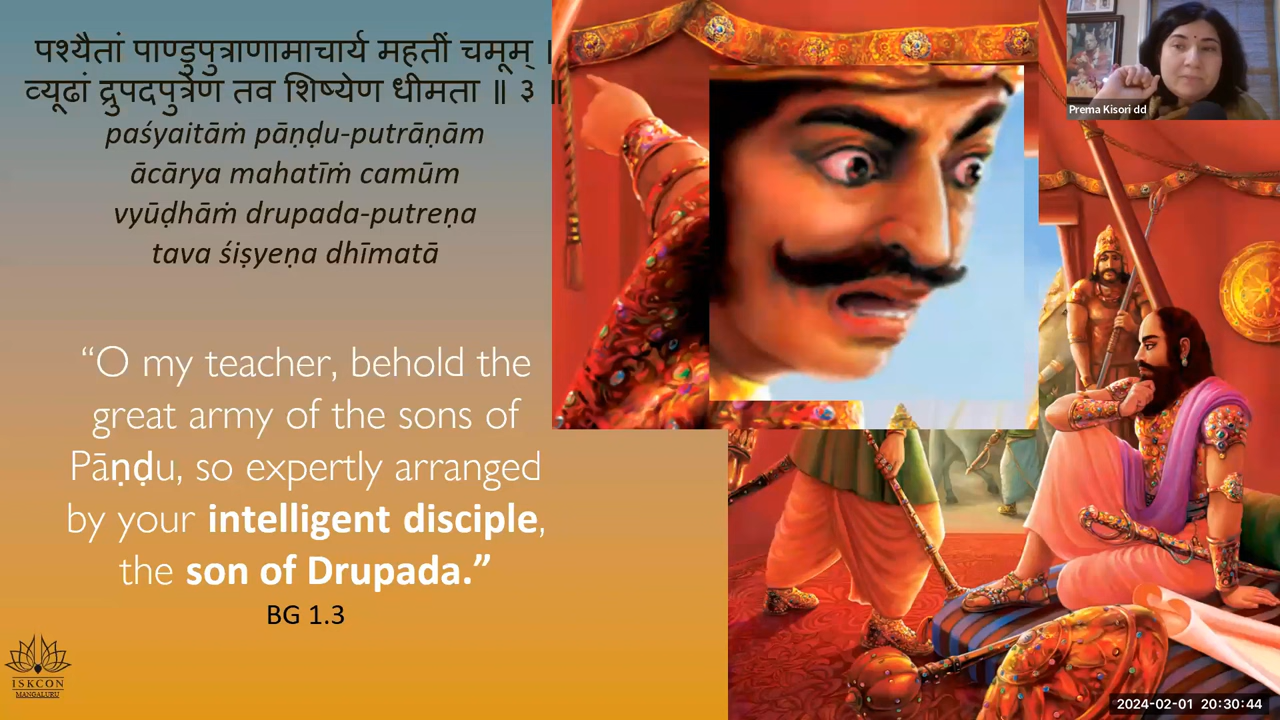 पश्यैतां पाण्डुपुत्राणामाचार्य महतीं चमूम् ।
व्यूढां द्रुपदपुत्रेण तव शिष्येण धीमता ॥ ३ ॥
paśyaitāṁ pāṇḍu-putrāṇām
ācārya mahatīṁ camūm
vyūḍhāṁ drupada-putreṇa
tava śiṣyeṇa dhīmatā
“O my teacher, behold the
great army of the sons of
Pāṇḍu, so expertly arranged
by your intelligent disciple,
the son of Drupada.”
BG 1.3
ISKCON
MANGALURU
Prema Kisori dd
2024-02-01 20:30:44